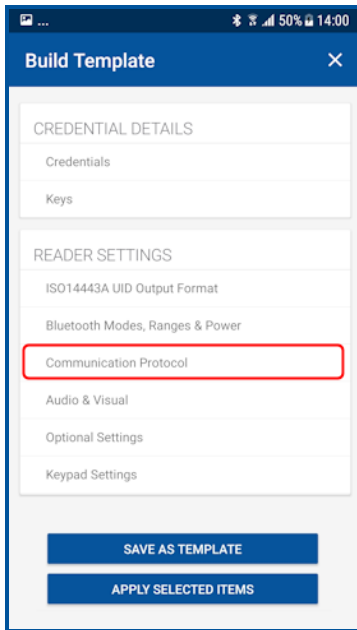 ... 50% 14:00
Build Template ×
CREDENTIAL DETAILS
Credentials
Keys
READER SETTINGS
ISO14443A UID Output Format
Bluetooth Modes, Ranges & Power
Communication Protocol
Audio & Visual
Optional Settings
Keypad Settings
SAVE AS TEMPLATE
APPLY SELECTED ITEMS